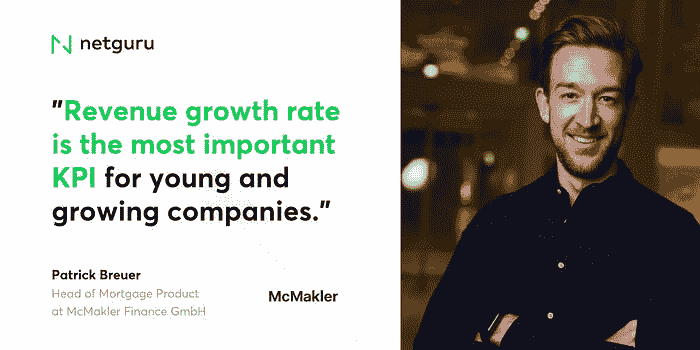 netguru
"Revenue growth rate
is the most important
KPI for young and
growing companies."
Patrick Breuer
Head of Mortgage Product
at McMakler Finance GmbH
McMakler